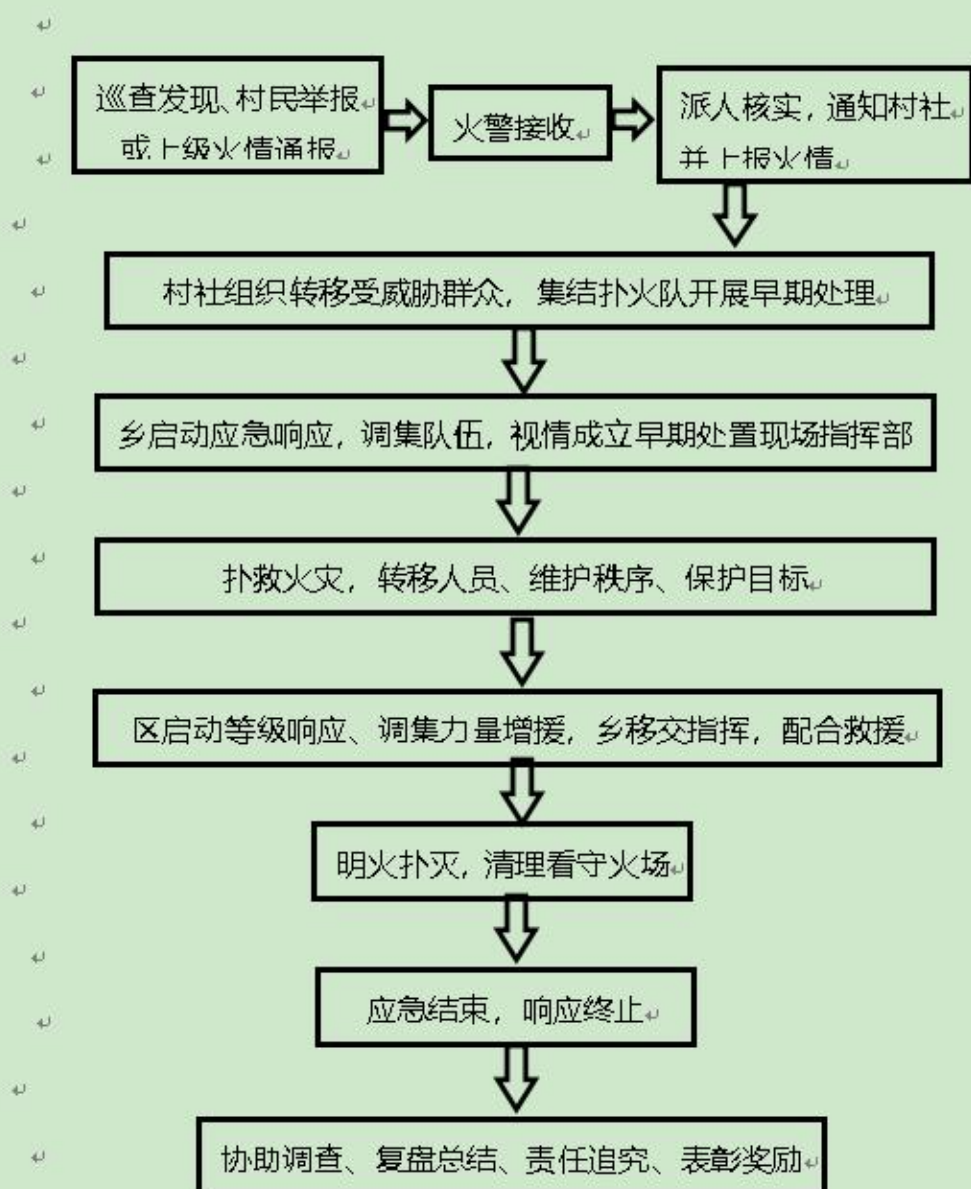 巡查发现、村民举报
或上级火情通报
火警接收
派人核实，通知村社
并上报火情
村社组织转移受威胁群众，集结扑火队开展早期处理
乡启动应急响应，调集队伍，视情成立早期处置现场指挥部
扑救火灾，转移人员、维护秩序、保护目标
区启动等级响应、调集力量增援，乡移交指挥，配合救援
明火扑灭，清理看守火场
应急结束，响应终止
协助调查、复盘总结、责任追究、表彰奖励